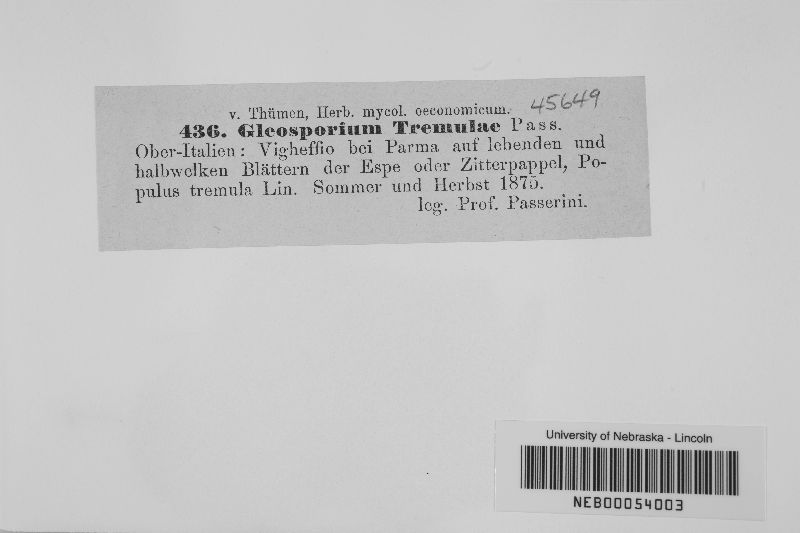 v. Thümen, Herb. mycol. oeconomicum. 45649
436. Gleosporium Tremulae Pass.
Ober-Italien: Vigheffio bei Parma auf lebenden und
halbwelken Blättern der Espe oder Zitterpappel, Po-
pulus tremula Lin. Sommer und Herbst 1875.
leg. Prof. Passerini.
University of Nebraska - Lincoln
NEB00054003